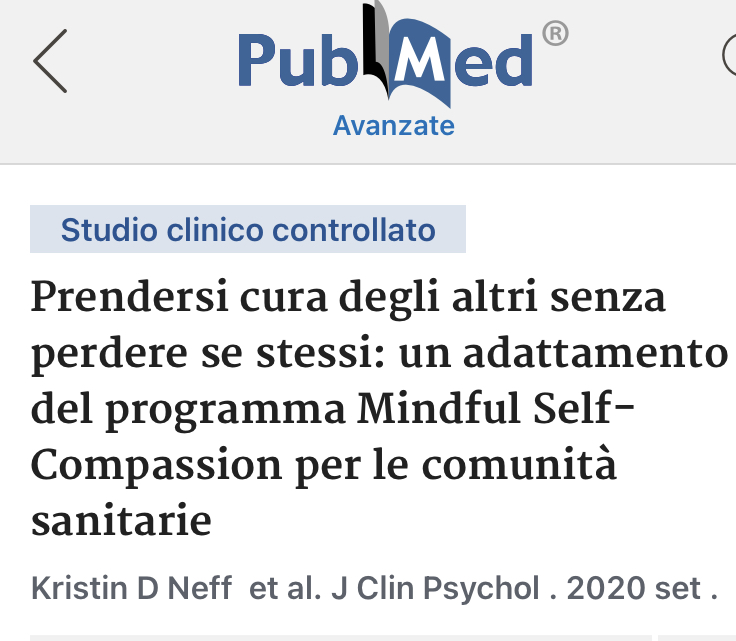 PubMed®
Avanzate
Studio clinico controllato
Prendersi cura degli altri senza
perdere se stessi: un adattamento
del programma Mindful Self-
Compassion per le comunità
sanitarie
Kristin D Neff et al. J Clin Psychol . 2020 set .